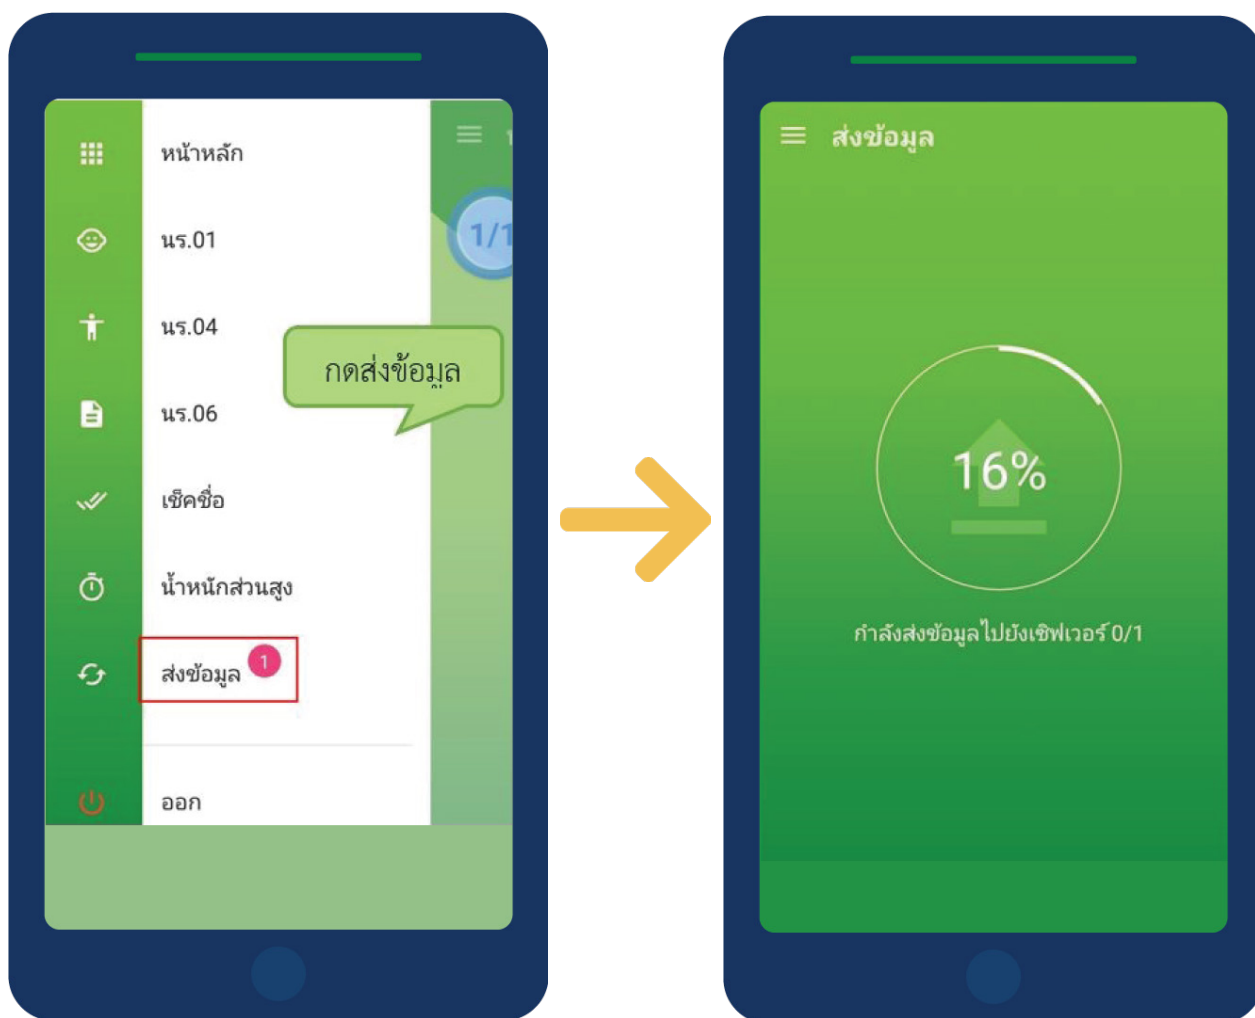 หน้าหลัก
นร.01
1/1
นร.04
กดส่งข้อมูล
นร.06
เช็คชื่อ
น้ำหนักส่วนสูง
ส่งข้อมูล 1
ออก
ส่งข้อมูล
16%
กำลังส่งข้อมูลไปยังเซิฟเวอร์ 0/1